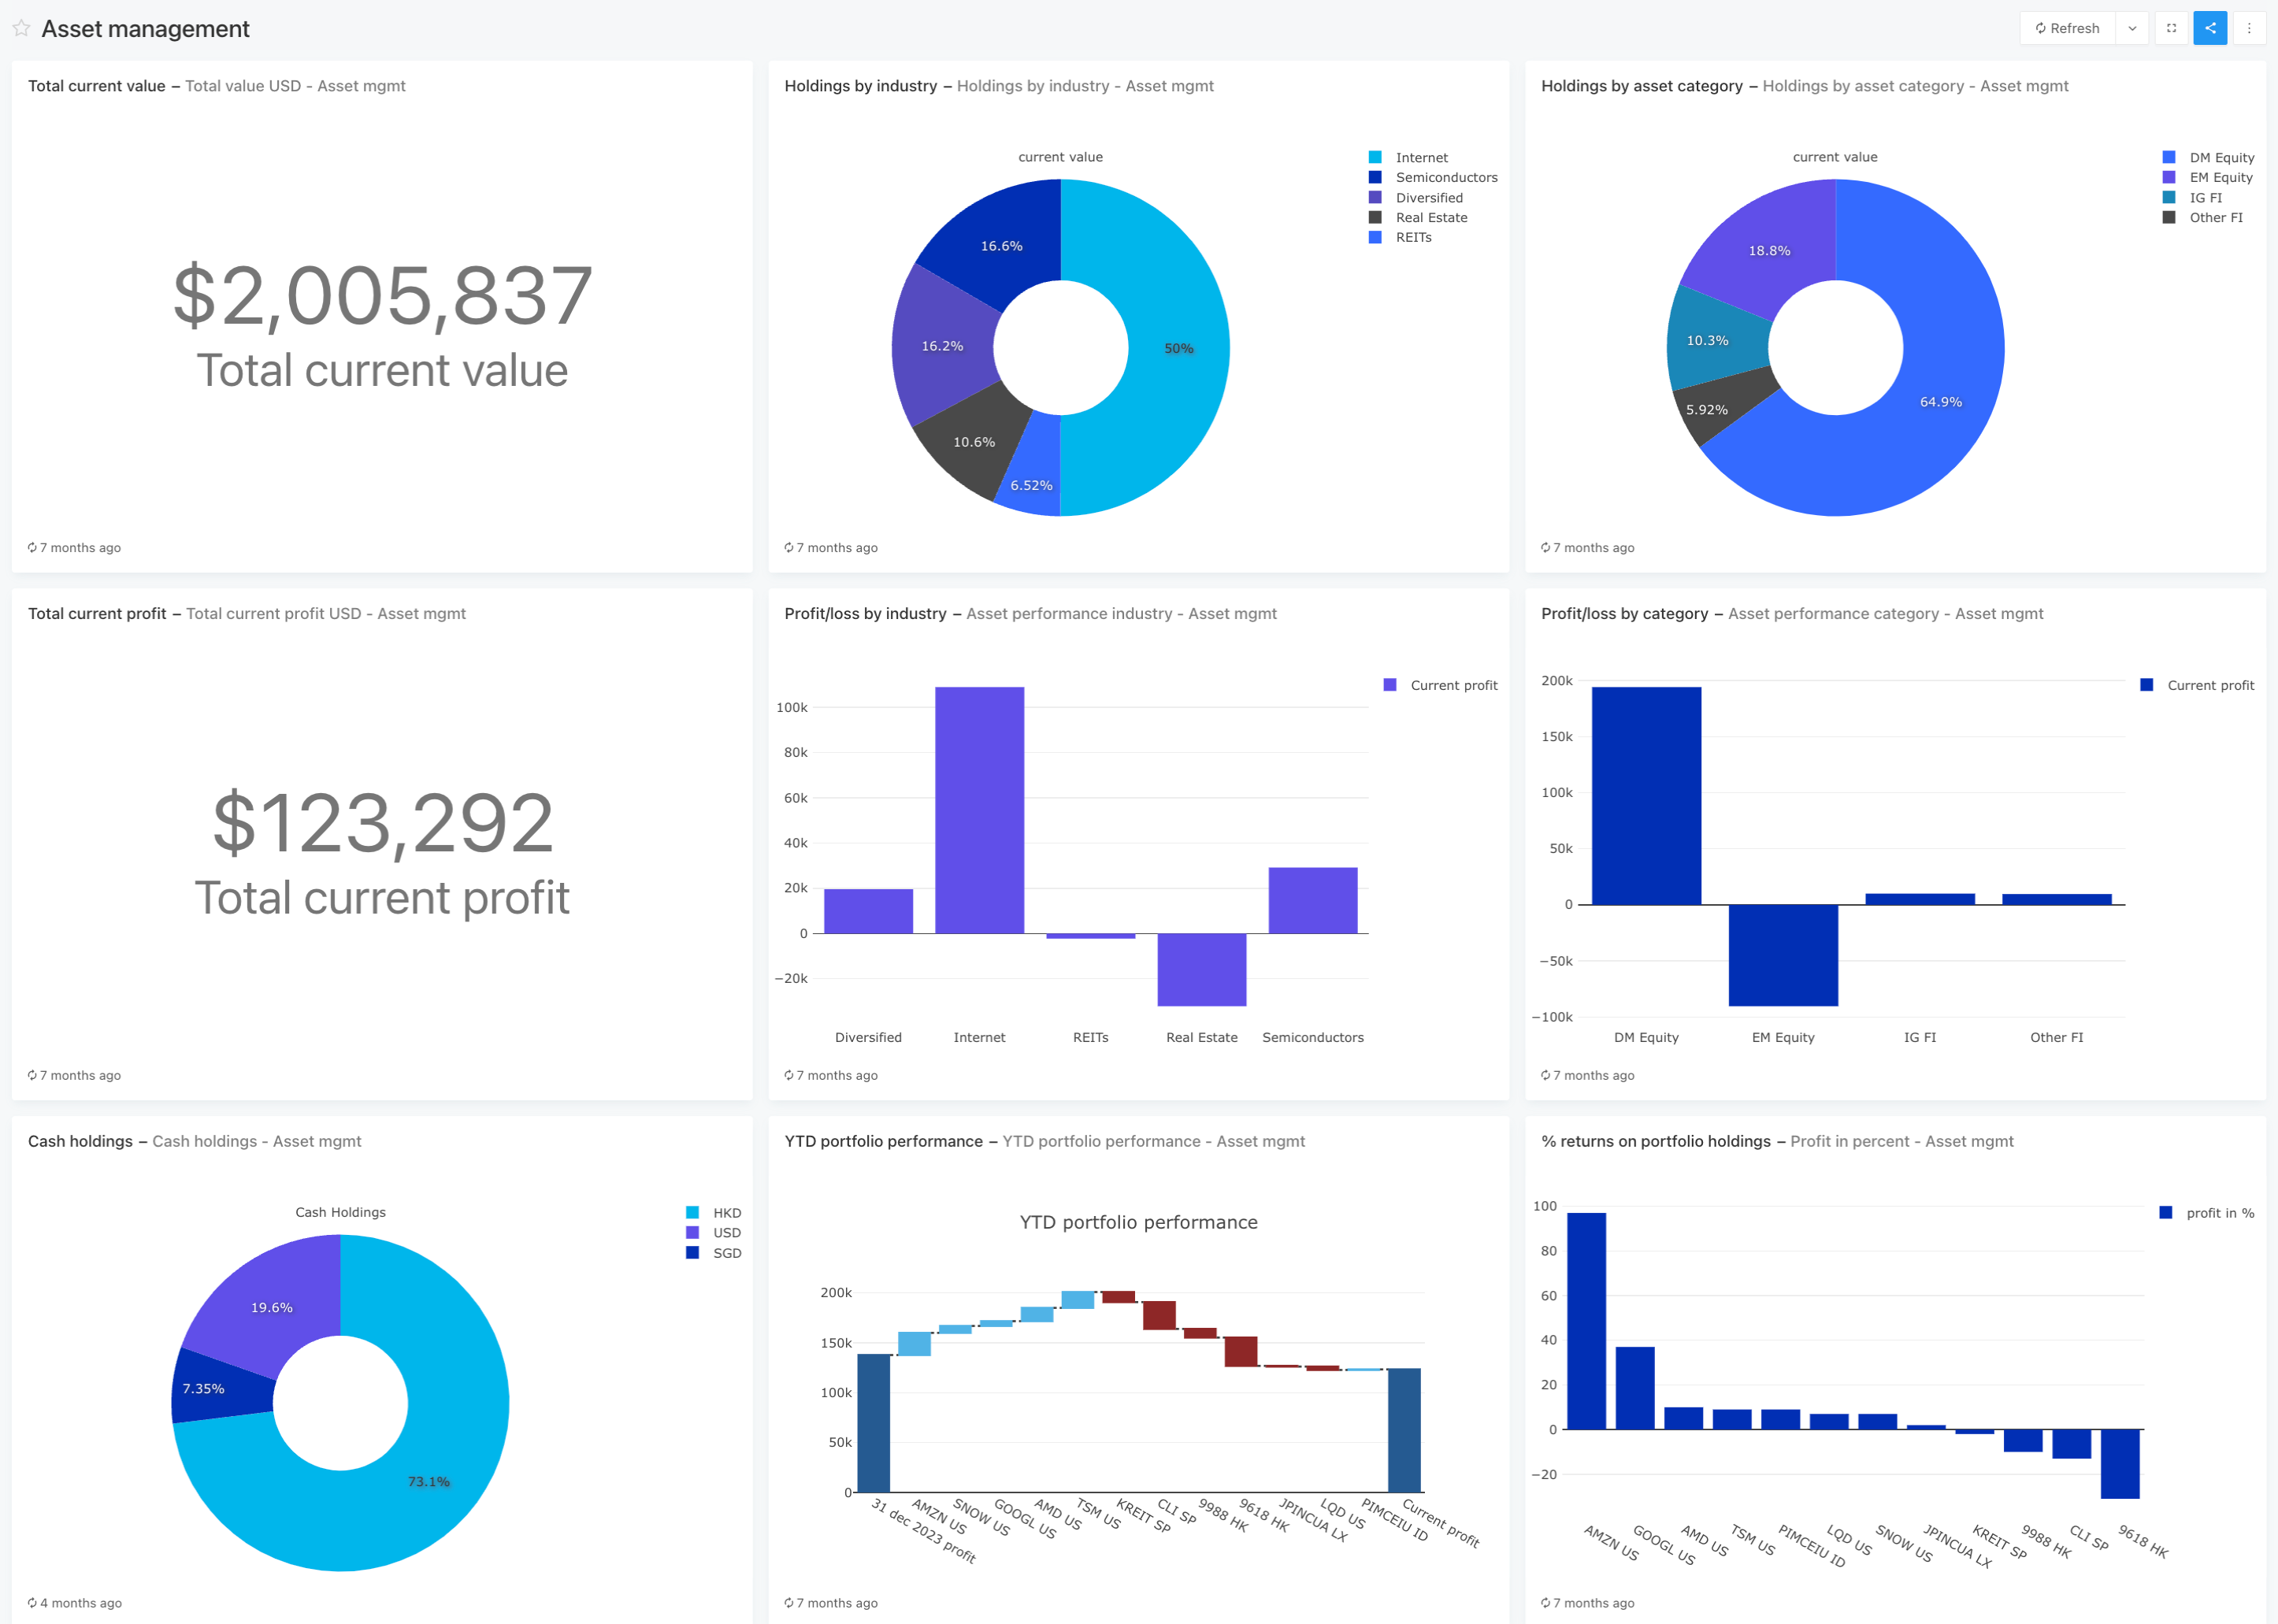 Asset management
Refresh
Total current value – Total value USD - Asset mgmt
$2,005,837
Total current value
7 months ago
Holdings by industry – Holdings by industry - Asset mgmt
current value
Internet
Semiconductors
Diversified
Real Estate
REITs
16.6%
16.2%
50%
10.6%
6.52%
7 months ago
Holdings by asset category – Holdings by asset category - Asset mgmt
current value
DM Equity
EM Equity
IG FI
Other FI
18.8%
10.3%
64.9%
5.92%
7 months ago
Total current profit – Total current profit USD - Asset mgmt
$123,292
Total current profit
7 months ago
Profit/loss by industry – Asset performance industry - Asset mgmt
Current profit
100k
80k
60k
40k
20k
0
−20k
Diversified
Internet
REITs
Real Estate
Semiconductors
7 months ago
Profit/loss by category – Asset performance category - Asset mgmt
Current profit
200k
150k
100k
50k
0
−50k
−100k
DM Equity
EM Equity
IG FI
Other FI
7 months ago
Cash holdings – Cash holdings - Asset mgmt
Cash Holdings
HKD
USD
SGD
19.6%
7.35%
73.1%
4 months ago
YTD portfolio performance – YTD portfolio performance - Asset mgmt
YTD portfolio performance
200k
150k
100k
50k
0
31 dec 2023 profit
AMZN US
SNOW US
GOOGL US
AMD US
TSM US
KREIT SP
CLI SP
9988 HK
9618 HK
JPINCUA LX
LQD US
PIMCEIU ID
Current profit
7 months ago
% returns on portfolio holdings – Profit in percent - Asset mgmt
profit in %
100
80
60
40
20
0
−20
AMZN US
GOOGL US
AMD US
TSM US
PIMCEIU ID
LQD US
SNOW US
JPINCUA LX
KREIT SP
9988 HK
CLI SP
9618 HK
7 months ago